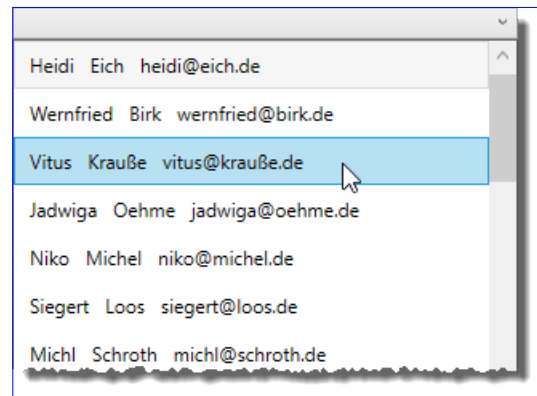 Heidi Eich heidi@eich.de
Wernfried Birk wernfried@birk.de
Vitus Krauße vitus@krauße.de
Jadwiga Oehme jadwiga@oehme.de
Niko Michel niko@michel.de
Siegert Loos siegert@loos.de
Michl Schroth michl@schroth.de